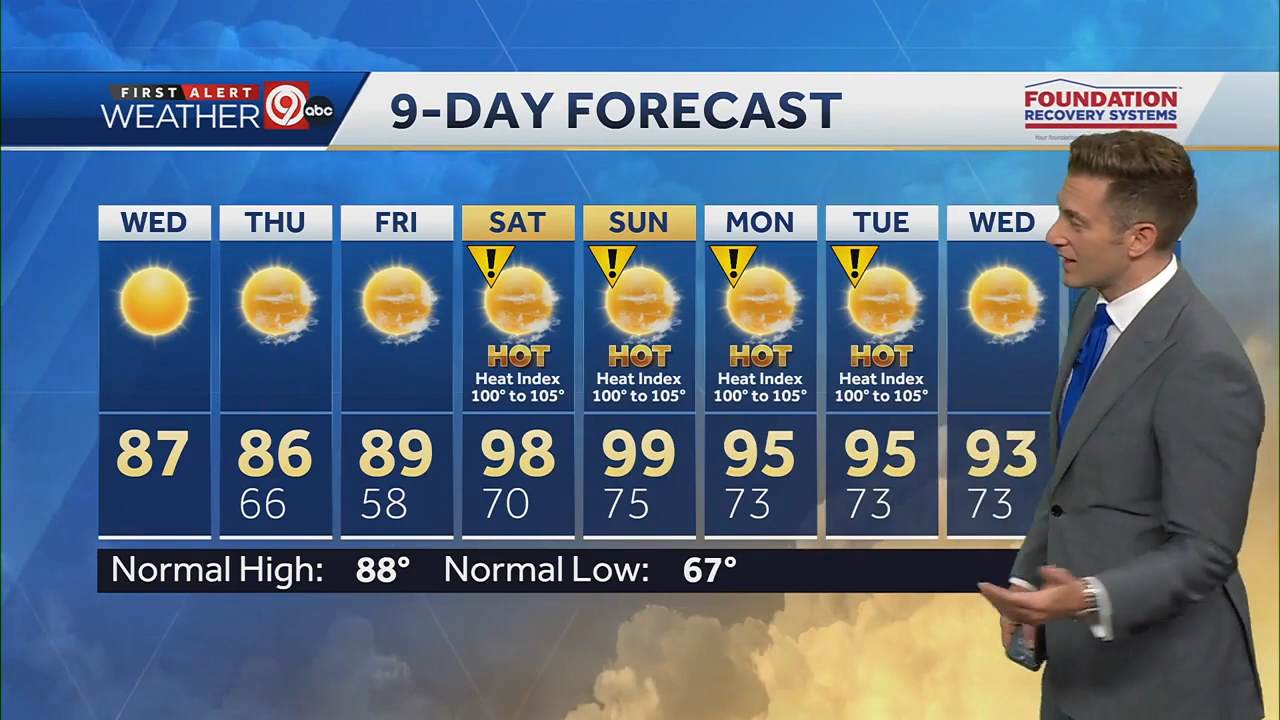 FIRST ALERT
WEATHER 9 abc
9-DAY FORECAST
FOUNDATION
RECOVERY SYSTEMS
Your foundation
WED THU FRI SAT SUN MON TUE WED
! ! ! !
HOT HOT HOT HOT
Heat Index Heat Index Heat Index Heat Index
100° to 105° 100° to 105° 100° to 105° 100° to 105°
87 86 89 98 99 95 95 93
66 58 70 75 73 73 73
Normal High: 88° Normal Low: 67°